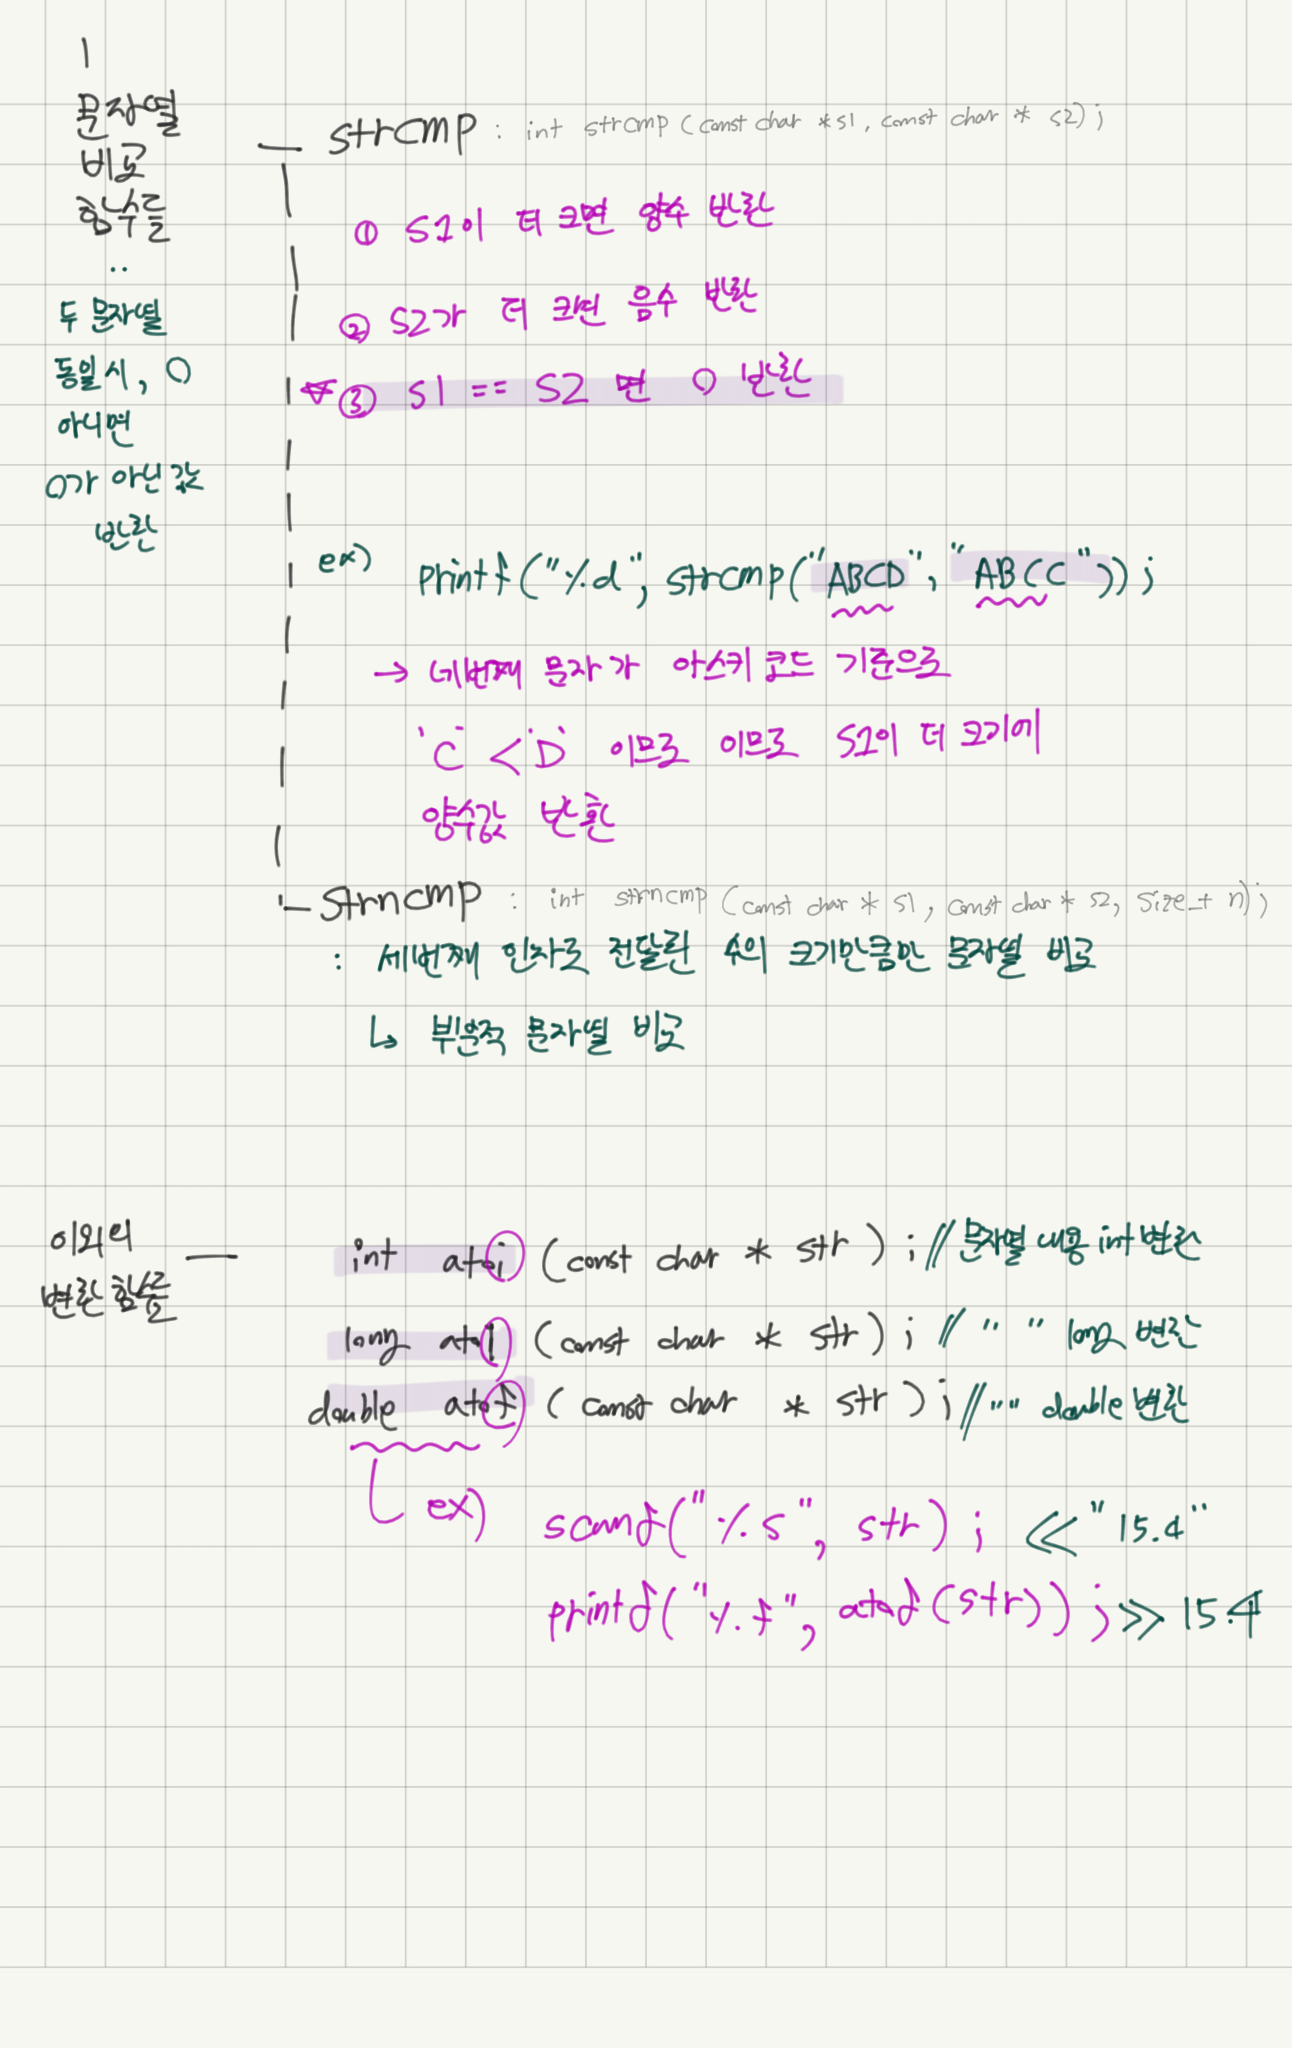 문자열
비교
함수들
두 문자열
동일시, 0
아니면
0가 아닌 값
반환
strcmp : int strcmp (const char * s1, const char * s2);
① S1이 더 크면 양수 반환
② S2가 더 크면 음수 반환
③ S1 == S2 면 0 반환
ex) printf("%d", strcmp("ABCD", "ABCC"));
→ 네번째 문자가 아스키코드 기준으로
'C' < 'D' 이므로 이므로 S1이 더 크기에
양수값 반환
strncmp : int strncmp (const char * s1, const char * s2, size_t n);
: 세번째 인자로 전달된 수의 크기만큼만 문자열 비교
↳ 부분적 문자열 비교
이외의
변환 함수들
int atoi (const char * str) ; // 문자열 내용 int 변환
long atol (const char * str) ; // " " long 변환
double atof (const char * str) ; // " " double 변환
ex) scanf("%s", str) ; << "15.4"
printf("%f", atof(str)) ; >> 15.4